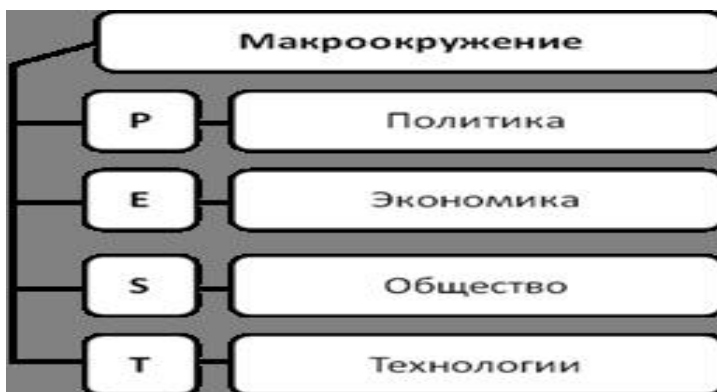 Макроокружение
P Политика
E Экономика
S Общество
T Технологии